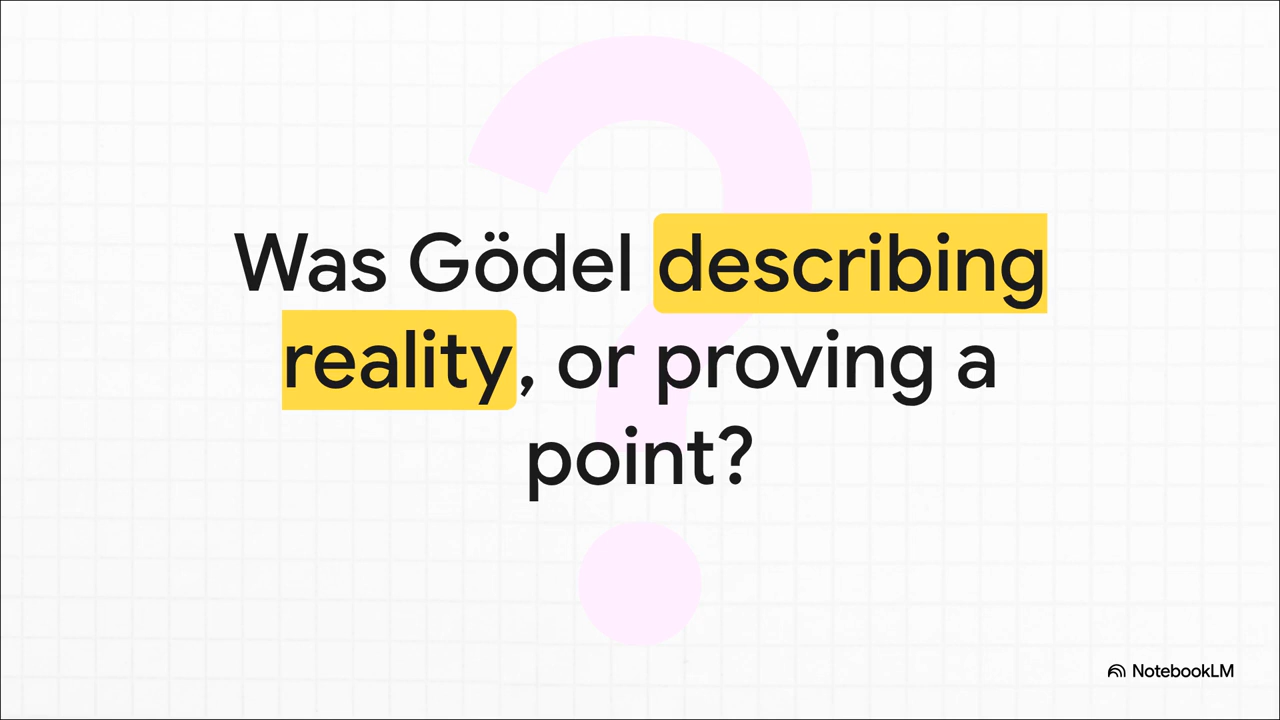 Was Gödel describing
reality, or proving a
point?
NotebookLM